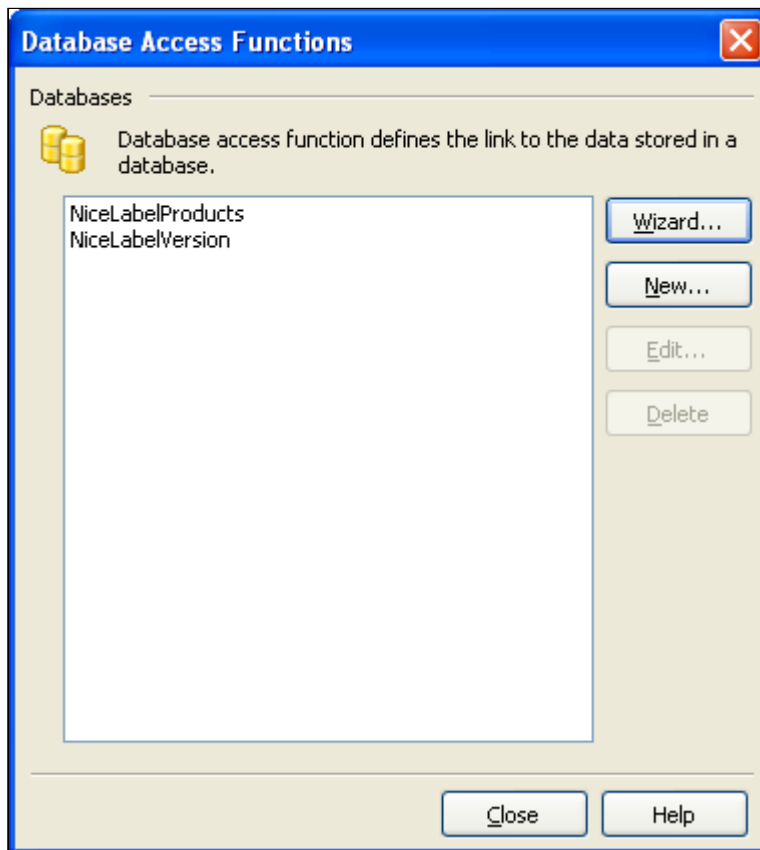 Database Access Functions
Databases
Database access function defines the link to the data stored in a
database.
NiceLabelProducts
NiceLabelVersion
Wizard...
New...
Edit...
Delete
Close
Help